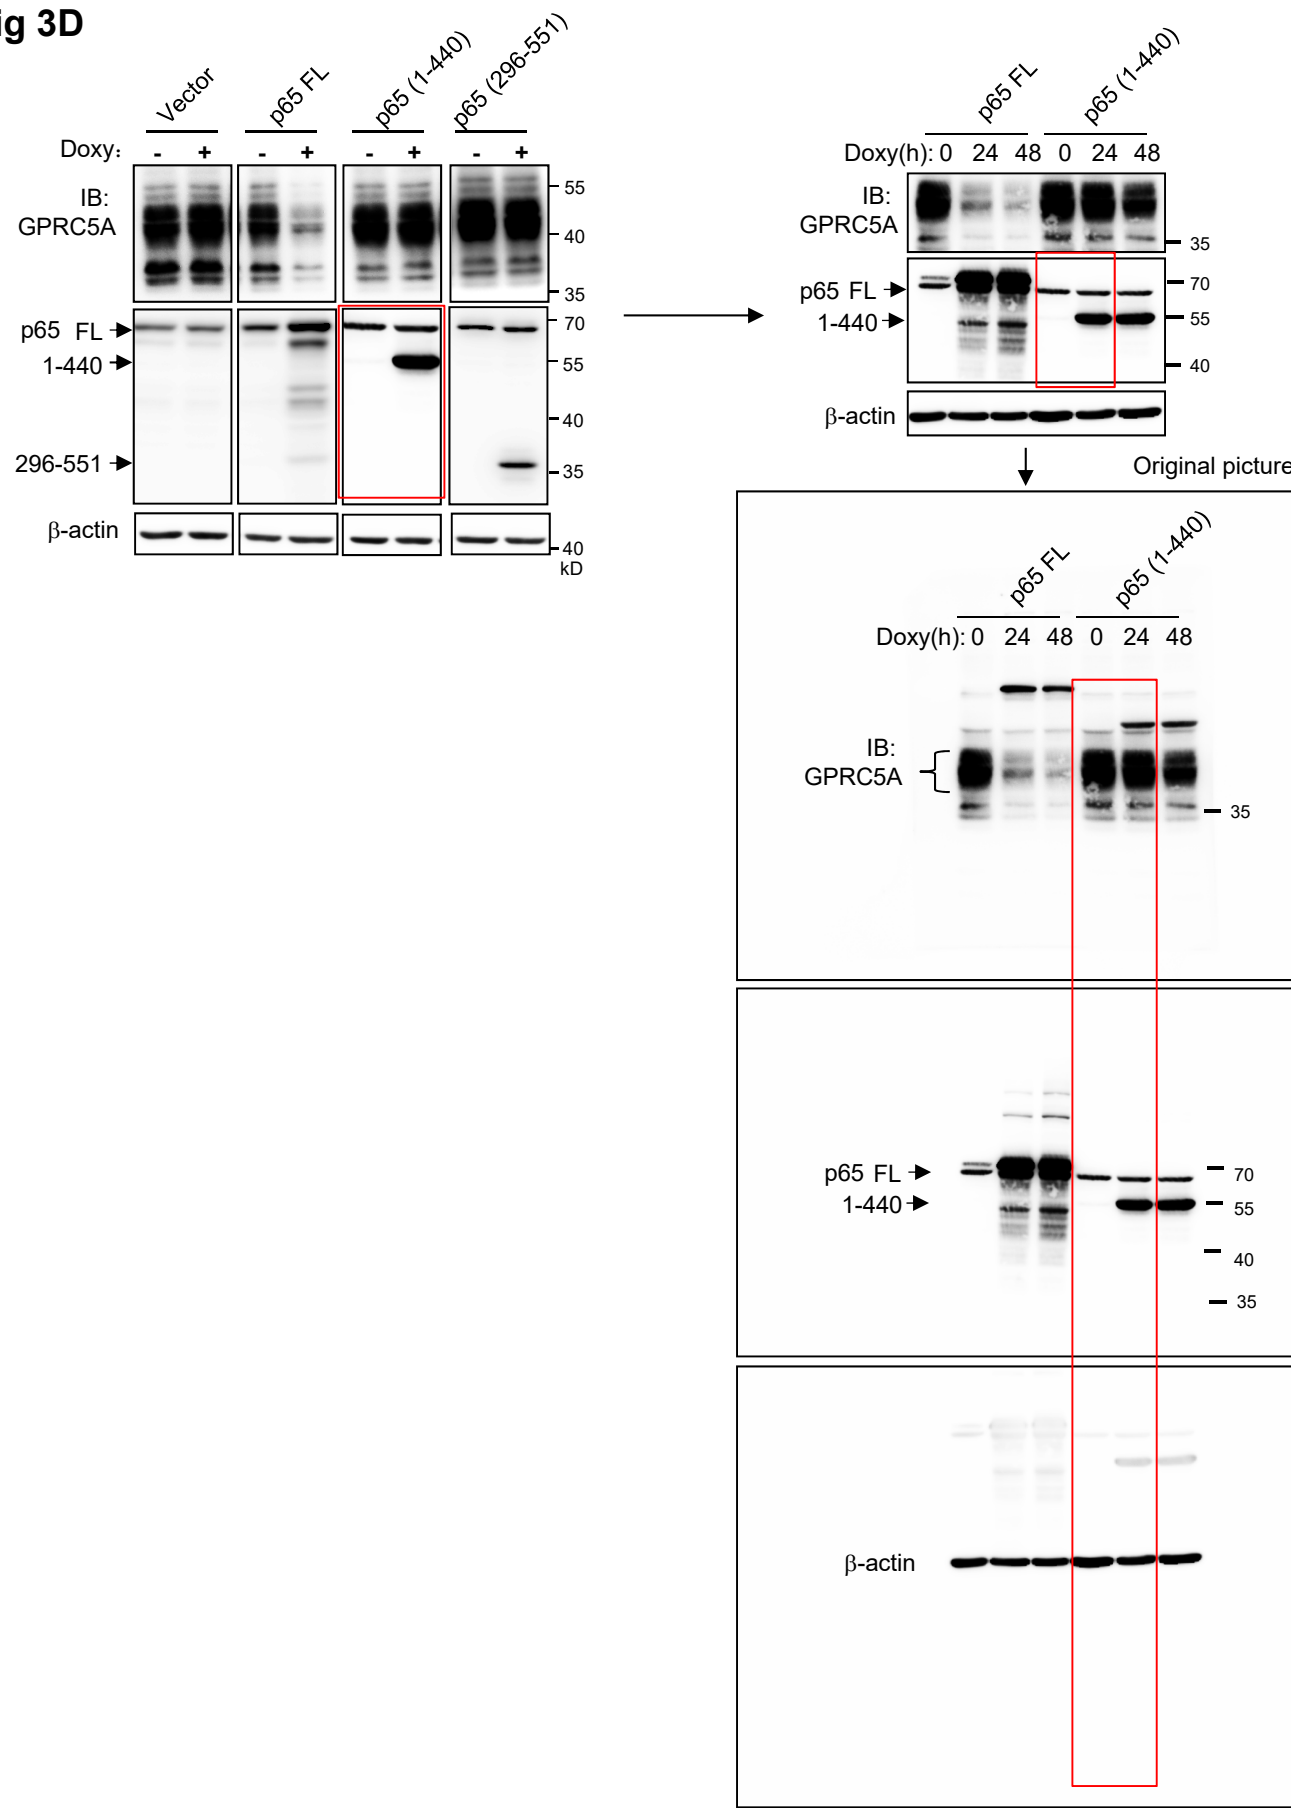 ig 3D
Vector p65 FL p65 (1-440) p65 (296-551)
Doxy: - + - + - + - +
IB:
GPRC5A
55
40
35
p65 FL
1-440
296-551
70
55
40
35
β-actin
40
kD
p65 FL p65 (1-440)
Doxy(h): 0 24 48 0 24 48
IB:
GPRC5A
35
p65 FL
1-440
70
55
40
β-actin
Original picture
p65 FL p65 (1-440)
Doxy(h): 0 24 48 0 24 48
IB:
GPRC5A
35
p65 FL
1-440
70
55
40
35
β-actin